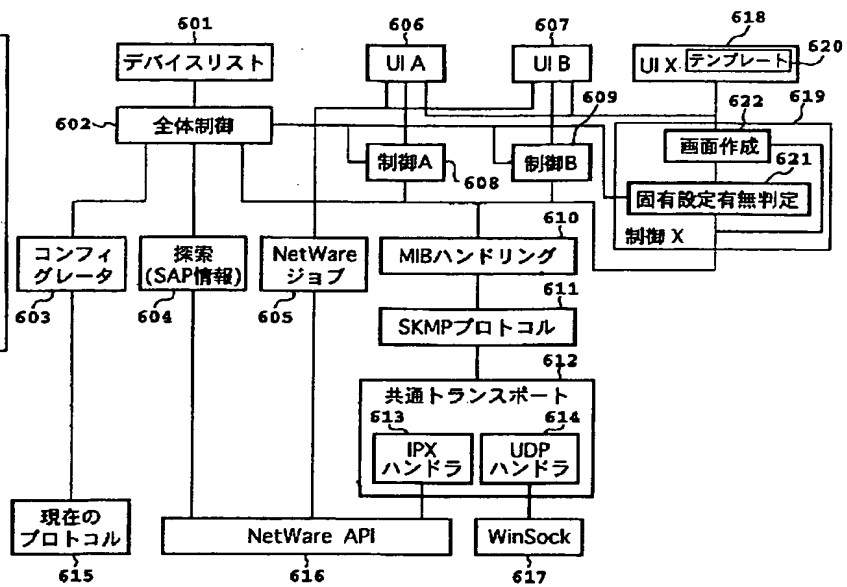 601
606
607
618
デバイスリスト
UI A
UI B
UI X
テンプレート
620
602
全体制御
609
622
619
画面作成
制御A
608
制御B
621
固有設定有無判定
制御 X
610
コンフィ
グレータ
603
探索
(SAP情報)
604
NetWare
ジョブ
605
MIBハンドリング
611
SKMPプロトコル
612
共通トランスポート
613
614
IPX
ハンドラ
UDP
ハンドラ
現在の
プロトコル
615
NetWare API
616
WinSock
617